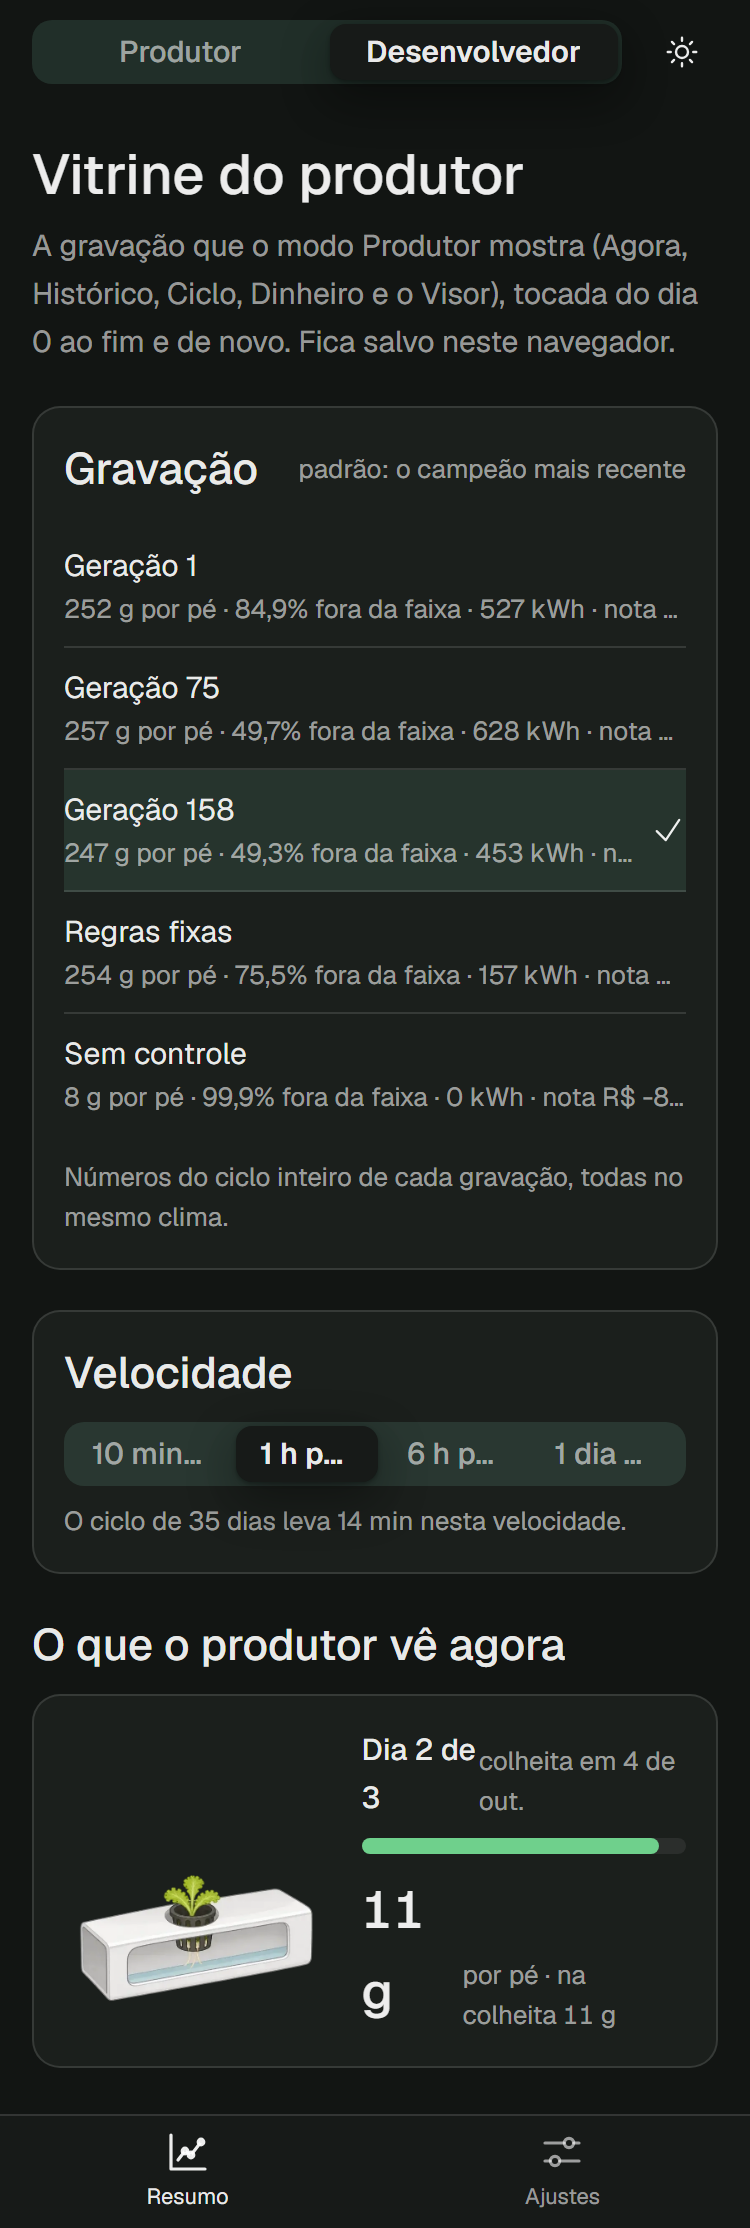 Produtor
Desenvolvedor
Vitrine do produtor
A gravação que o modo Produtor mostra (Agora,
Histórico, Ciclo, Dinheiro e o Visor), tocada do dia
0 ao fim e de novo. Fica salvo neste navegador.
Gravação
padrão: o campeão mais recente
Geração 1
252 g por pé · 84,9% fora da faixa · 527 kWh · nota ...
Geração 75
257 g por pé · 49,7% fora da faixa · 628 kWh · nota ...
Geração 158
247 g por pé · 49,3% fora da faixa · 453 kWh · n...
Regras fixas
254 g por pé · 75,5% fora da faixa · 157 kWh · nota ...
Sem controle
8 g por pé · 99,9% fora da faixa · 0 kWh · nota R$ -8...
Números do ciclo inteiro de cada gravação, todas no
mesmo clima.
Velocidade
10 min...
1 h p...
6 h p...
1 dia ...
O ciclo de 35 dias leva 14 min nesta velocidade.
O que o produtor vê agora
Dia 2 de
3
colheita em 4 de
out.
11
g
por pé · na
colheita 11 g
Resumo
Ajustes